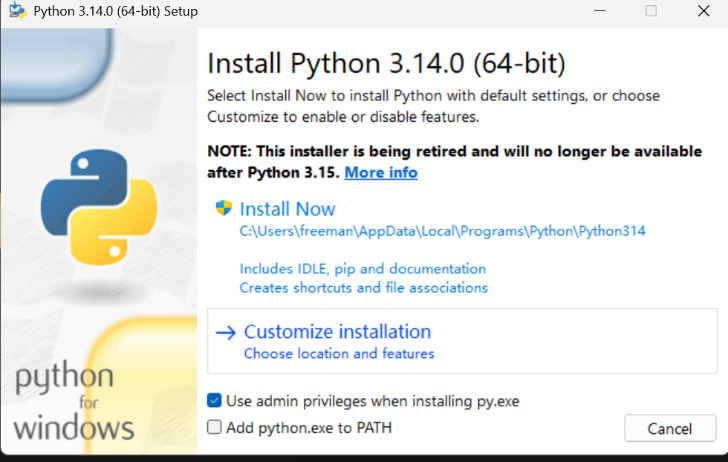 Python 3.14.0 (64-bit) Setup
Install Python 3.14.0 (64-bit)
Select Install Now to install Python with default settings, or choose
Customize to enable or disable features.
NOTE: This installer is being retired and will no longer be available
after Python 3.15. More info
Install Now
C:\Users\freeman\AppData\Local\Programs\Python\Python314
Includes IDLE, pip and documentation
Creates shortcuts and file associations
Customize installation
Choose location and features
python
for
windows
Use admin privileges when installing py.exe
Add python.exe to PATH
Cancel